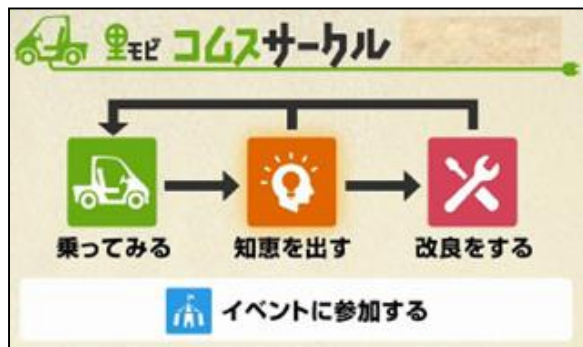 里モビ コムスサークル
乗ってみる 知恵を出す 改良をする
イベントに参加する